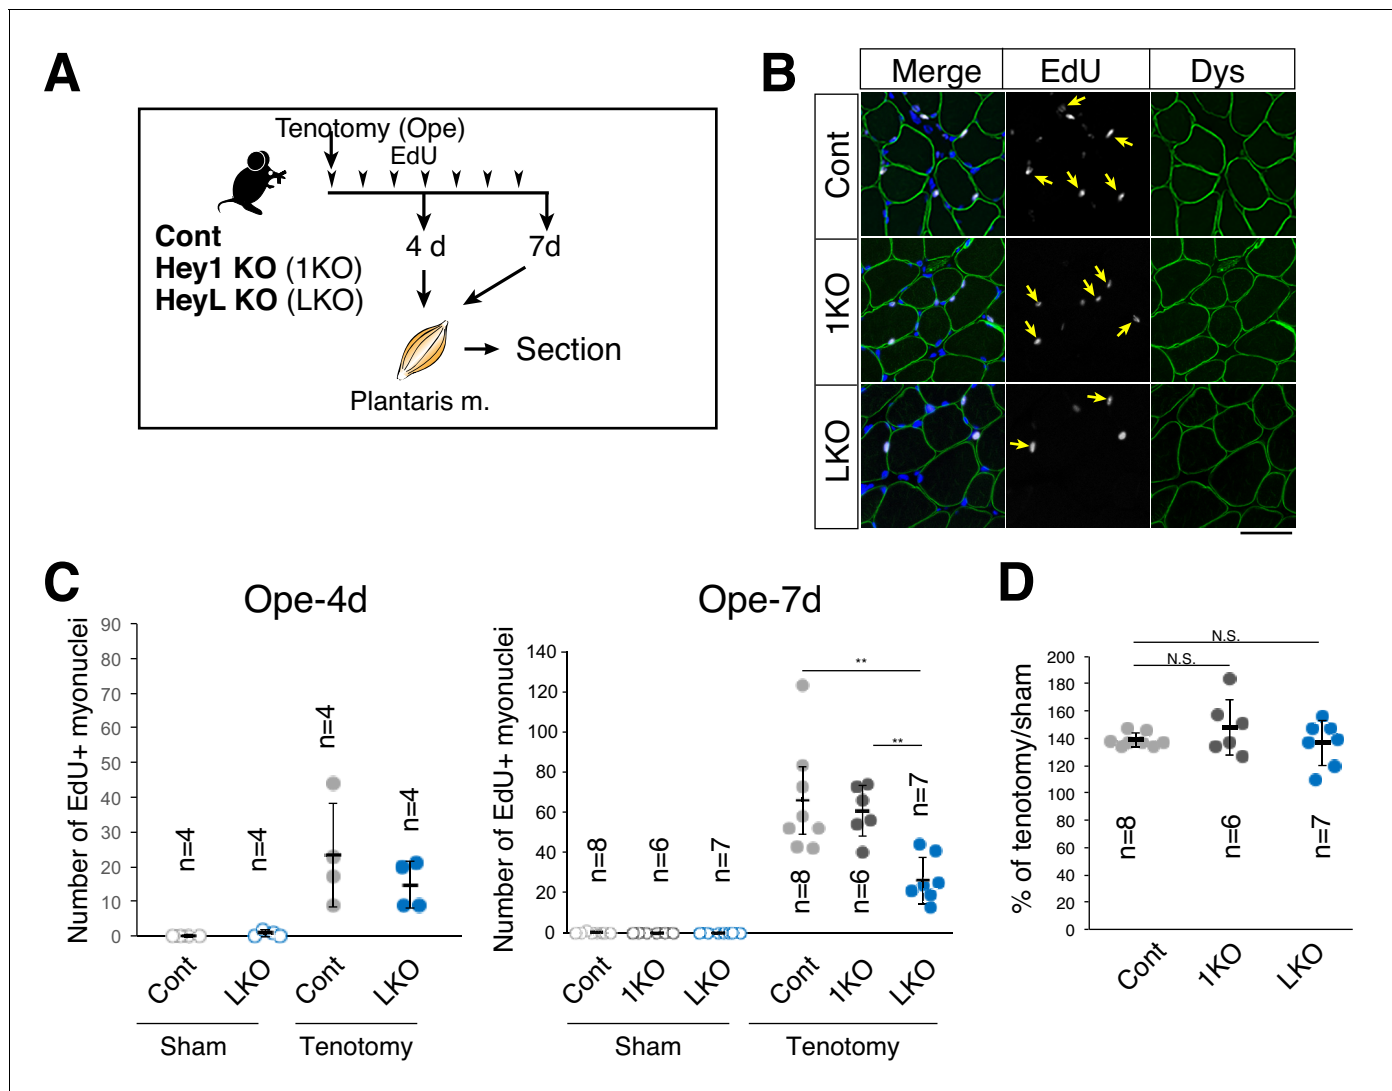 A
Tenotomy (Ope)
EdU
Cont
Hey1 KO (1KO)
HeyL KO (LKO)
4 d
7d
Section
Plantaris m.
B
Merge
EdU
Dys
Cont
1KO
LKO
C
Ope-4d
Number of EdU+ myonuclei
90
80
70
60
50
40
30
20
10
0
n=4
n=4
n=4
n=4
Cont
LKO
Cont
LKO
Sham
Tenotomy
Ope-7d
Number of EdU+ myonuclei
140
120
100
80
60
40
20
0
**
**
n=8
n=6
n=7
n=8
n=6
n=7
Cont
1KO
LKO
Cont
1KO
LKO
Sham
Tenotomy
D
% of tenotomy/sham
200
180
160
140
120
100
80
60
40
20
0
N.S.
N.S.
n=8
n=6
n=7
Cont
1KO
LKO